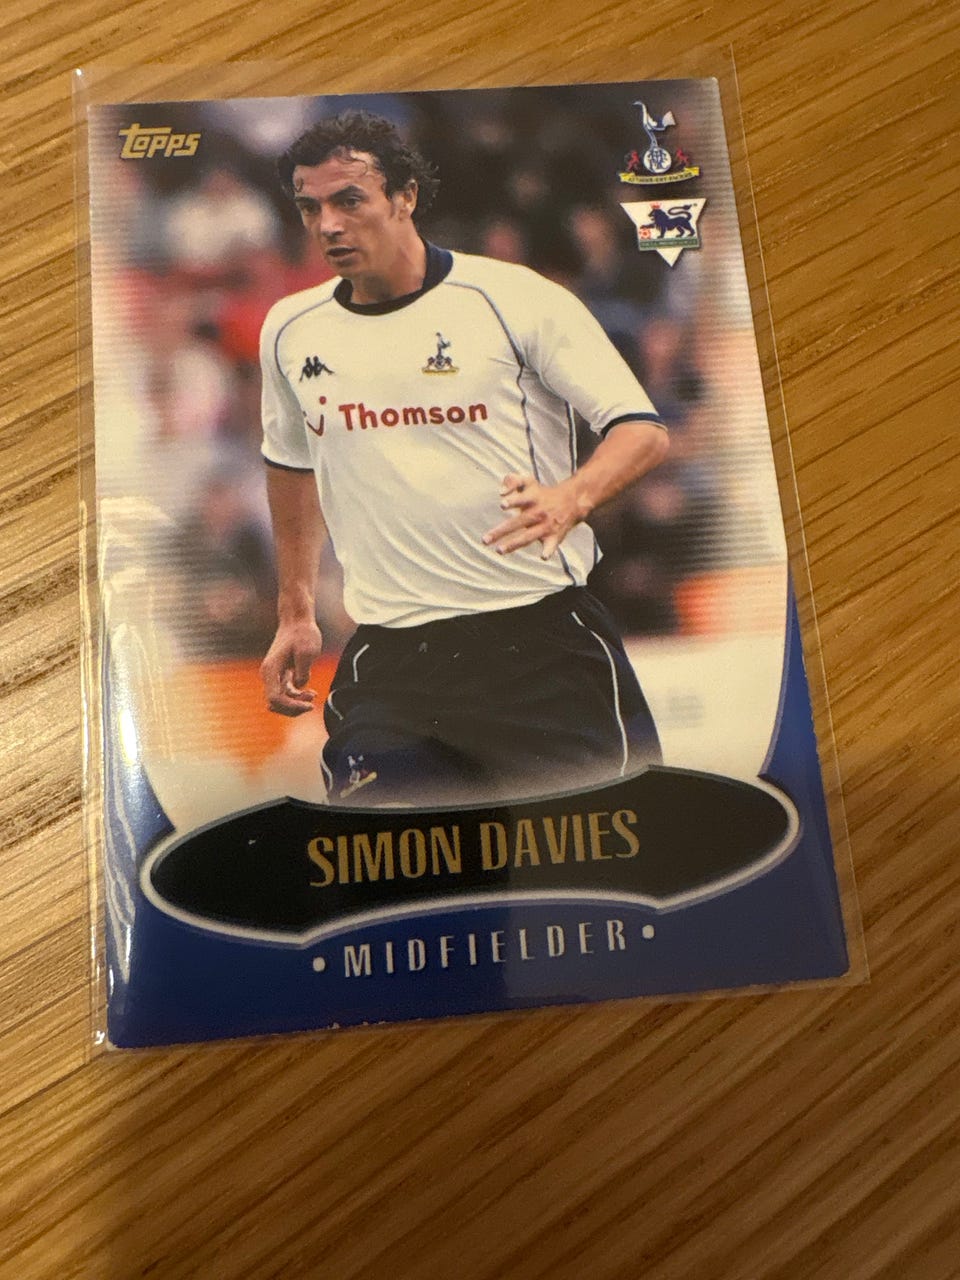 Topps
Thomson
SIMON DAVIES
• MIDFIELDER •